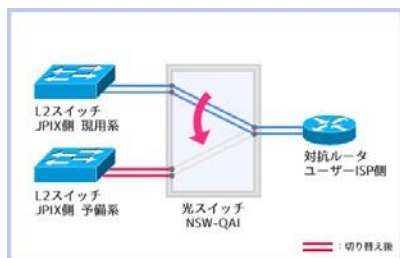 L2スイッチ
JPIX側 現用系
L2スイッチ
JPIX側 予備系
光スイッチ
NSW-QAI
対抗ルータ
ユーザーISP側
：切り替え後